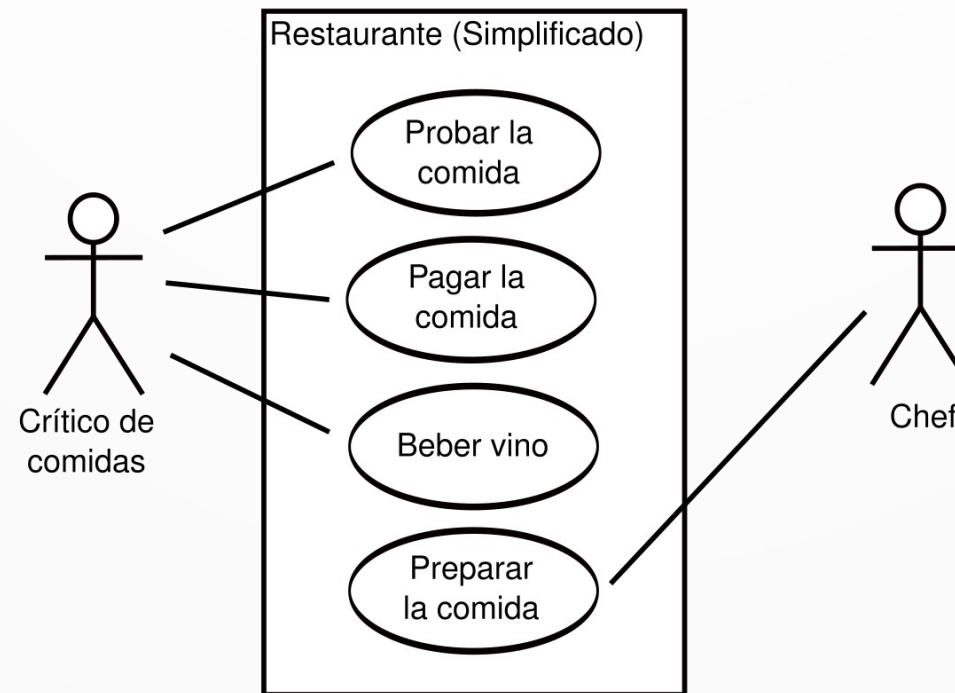 Restaurante (Simplificado)
Probar la
comida
Pagar la
comida
Beber vino
Preparar
la comida
Crítico de
comidas
Chef